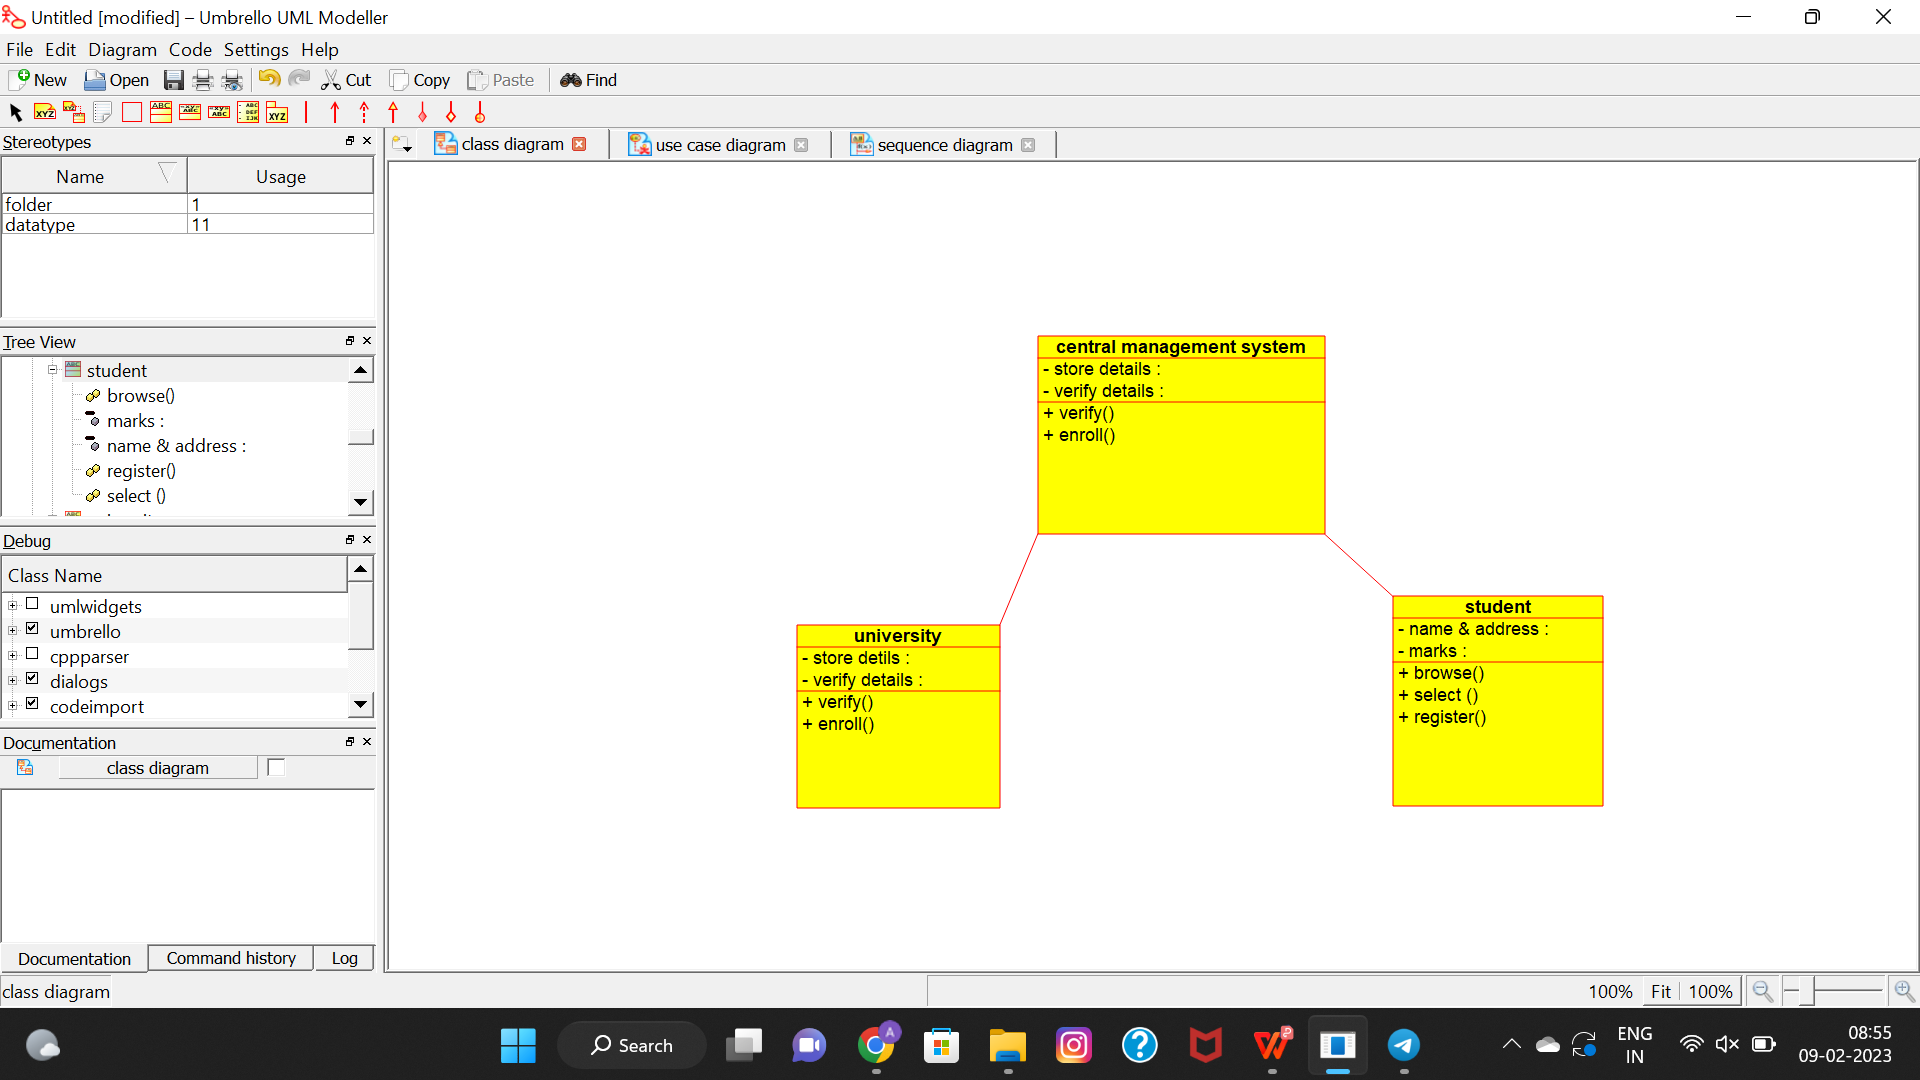 Untitled [modified] – Umbrello UML Modeller
File Edit Diagram Code Settings Help
New Open Cut Copy Paste Find
Stereotypes
Name Usage
folder 1
datatype 11
Tree View
student
browse()
marks :
name & address :
register()
select ()
Debug
Class Name
umlwidgets
umbrello
cppparser
dialogs
codeimport
Documentation
class diagram
Documentation Command history Log
class diagram
class diagram use case diagram sequence diagram
central management system
- store details :
- verify details :
+ verify()
+ enroll()
university
- store detils :
- verify details :
+ verify()
+ enroll()
student
- name & address :
- marks :
+ browse()
+ select ()
+ register()
100% Fit 100%
Search
ENG
IN
08:55
09-02-2023